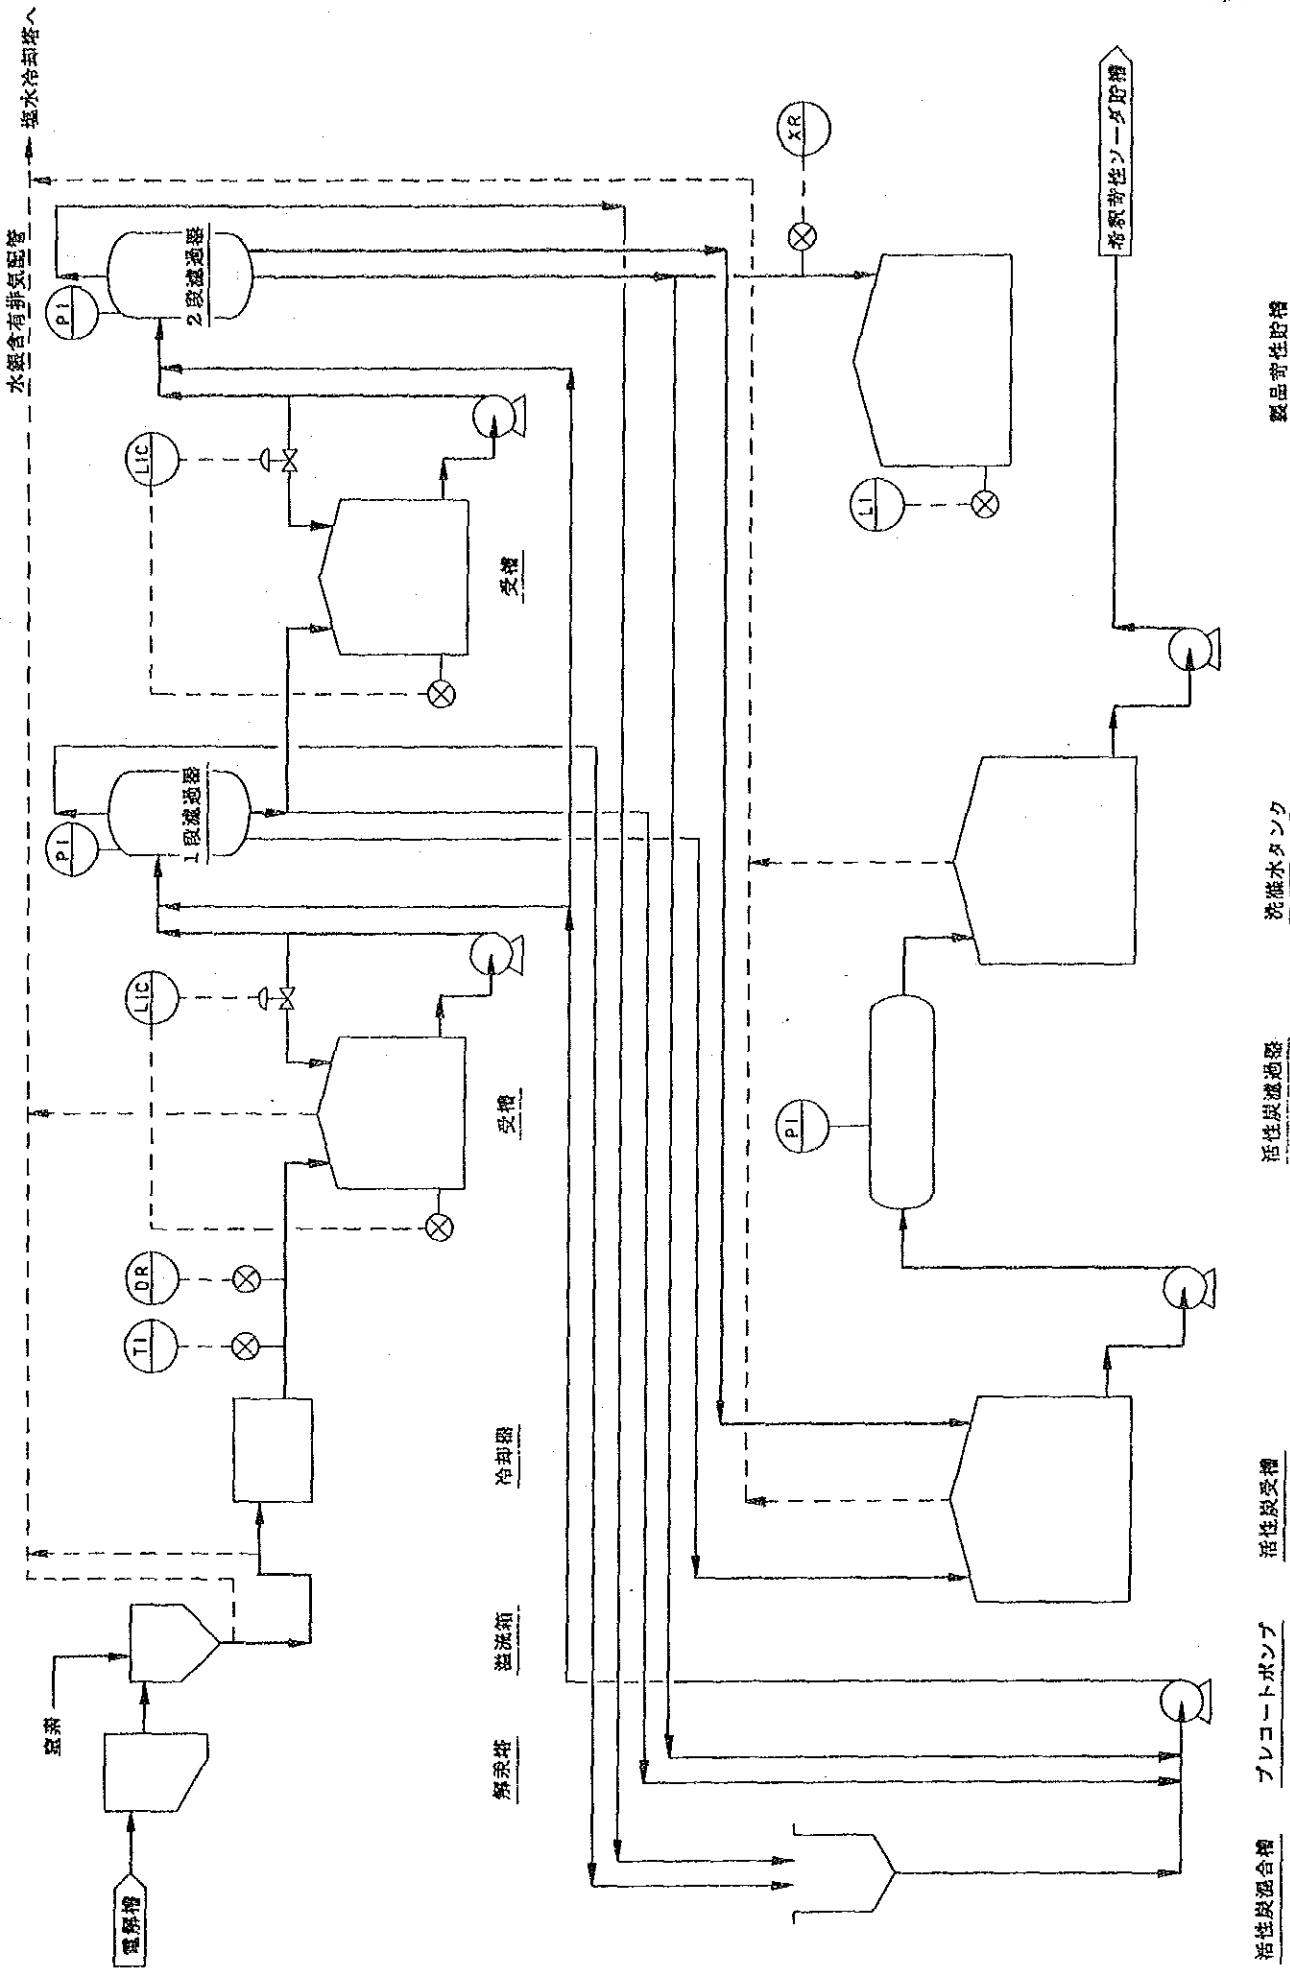 水銀含有排気配管
塩水冷却塔へ
電解槽
窒素
解汞塔
溢流箱
冷却器
TI
DR
LIC
受槽
PI
1段濾過器
LIC
受槽
PI
2段濾過器
XR
LI
PI
希釈苛性ソーダ貯槽
活性炭混合槽
プレコートポンプ
活性炭受槽
活性炭濾過器
洗滌水タンク
製品苛性貯槽